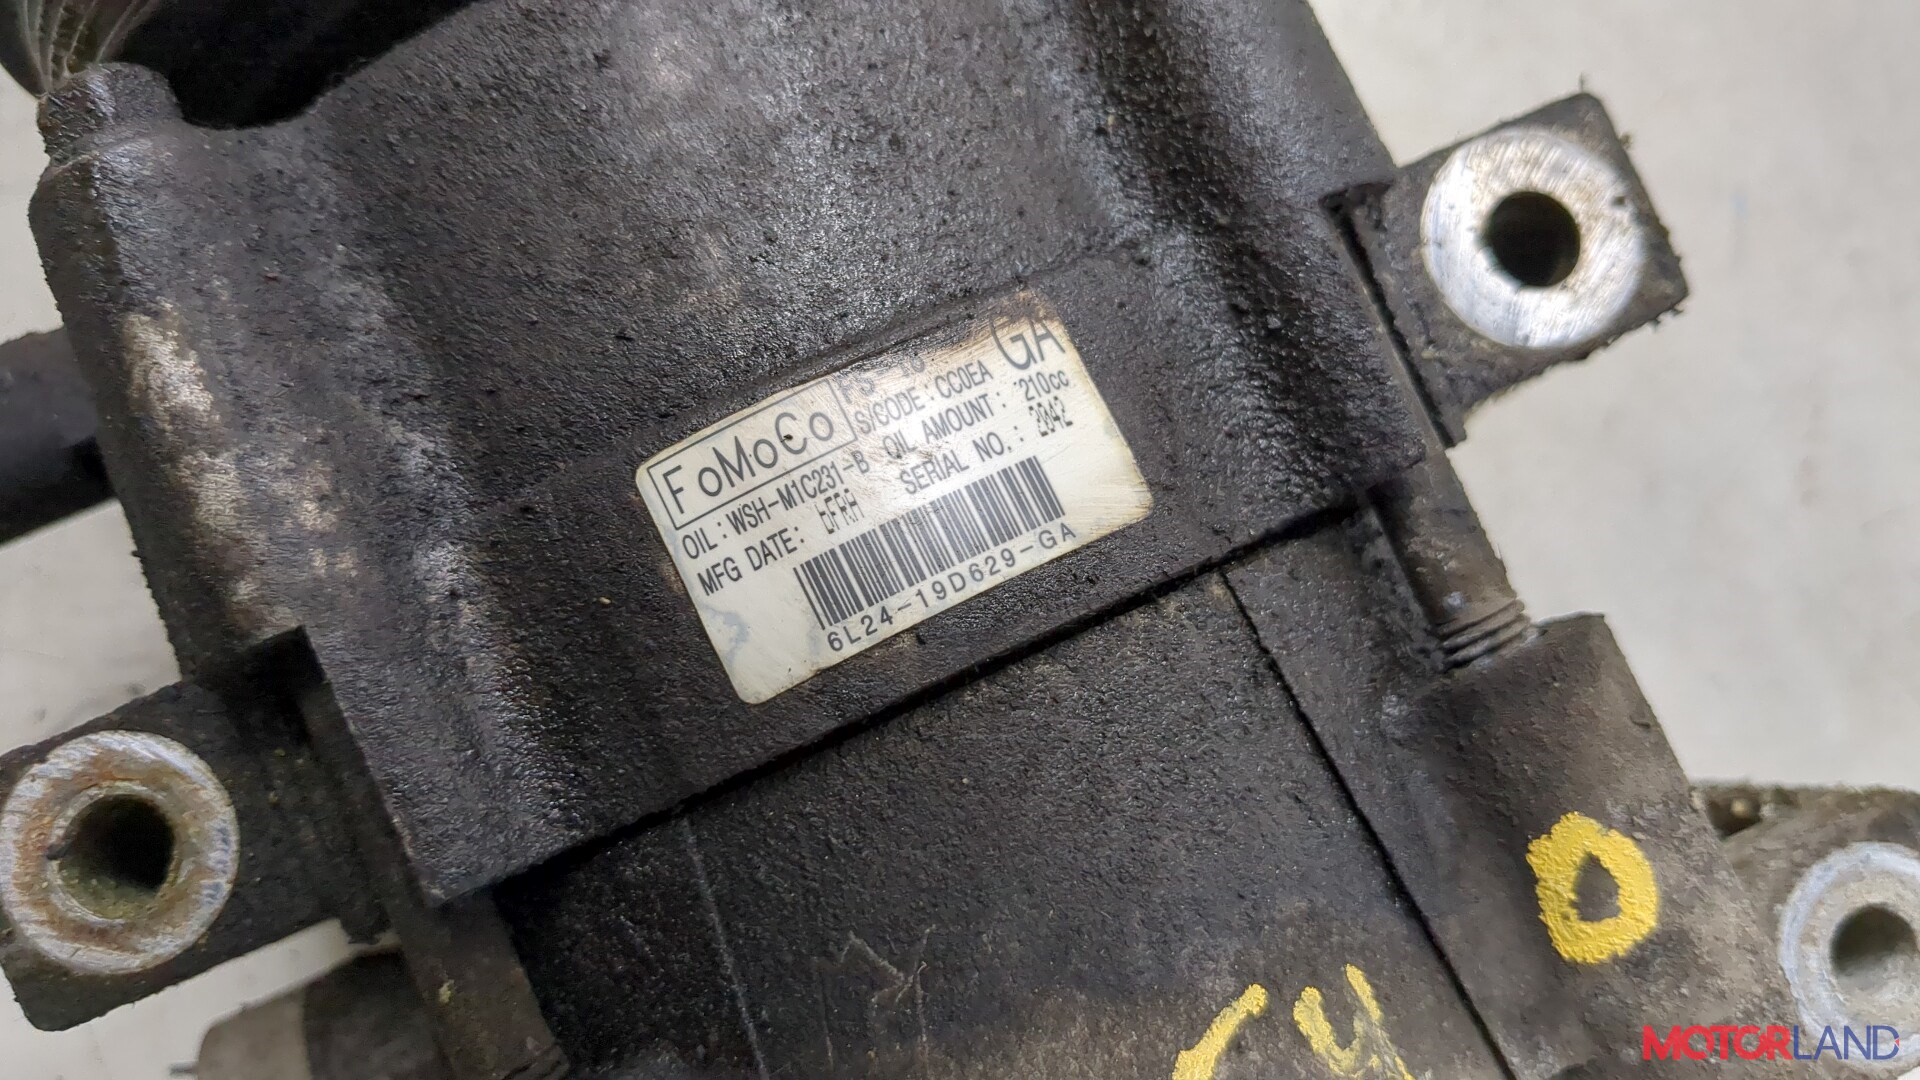 FoMoCo
GA
S/CODE: CC0EA
OIL: WSH-M1C231-B OIL AMOUNT: 210cc
MFG DATE: SERIAL NO.: 2042
6L24-19D629-GA
O
MOTORLAND